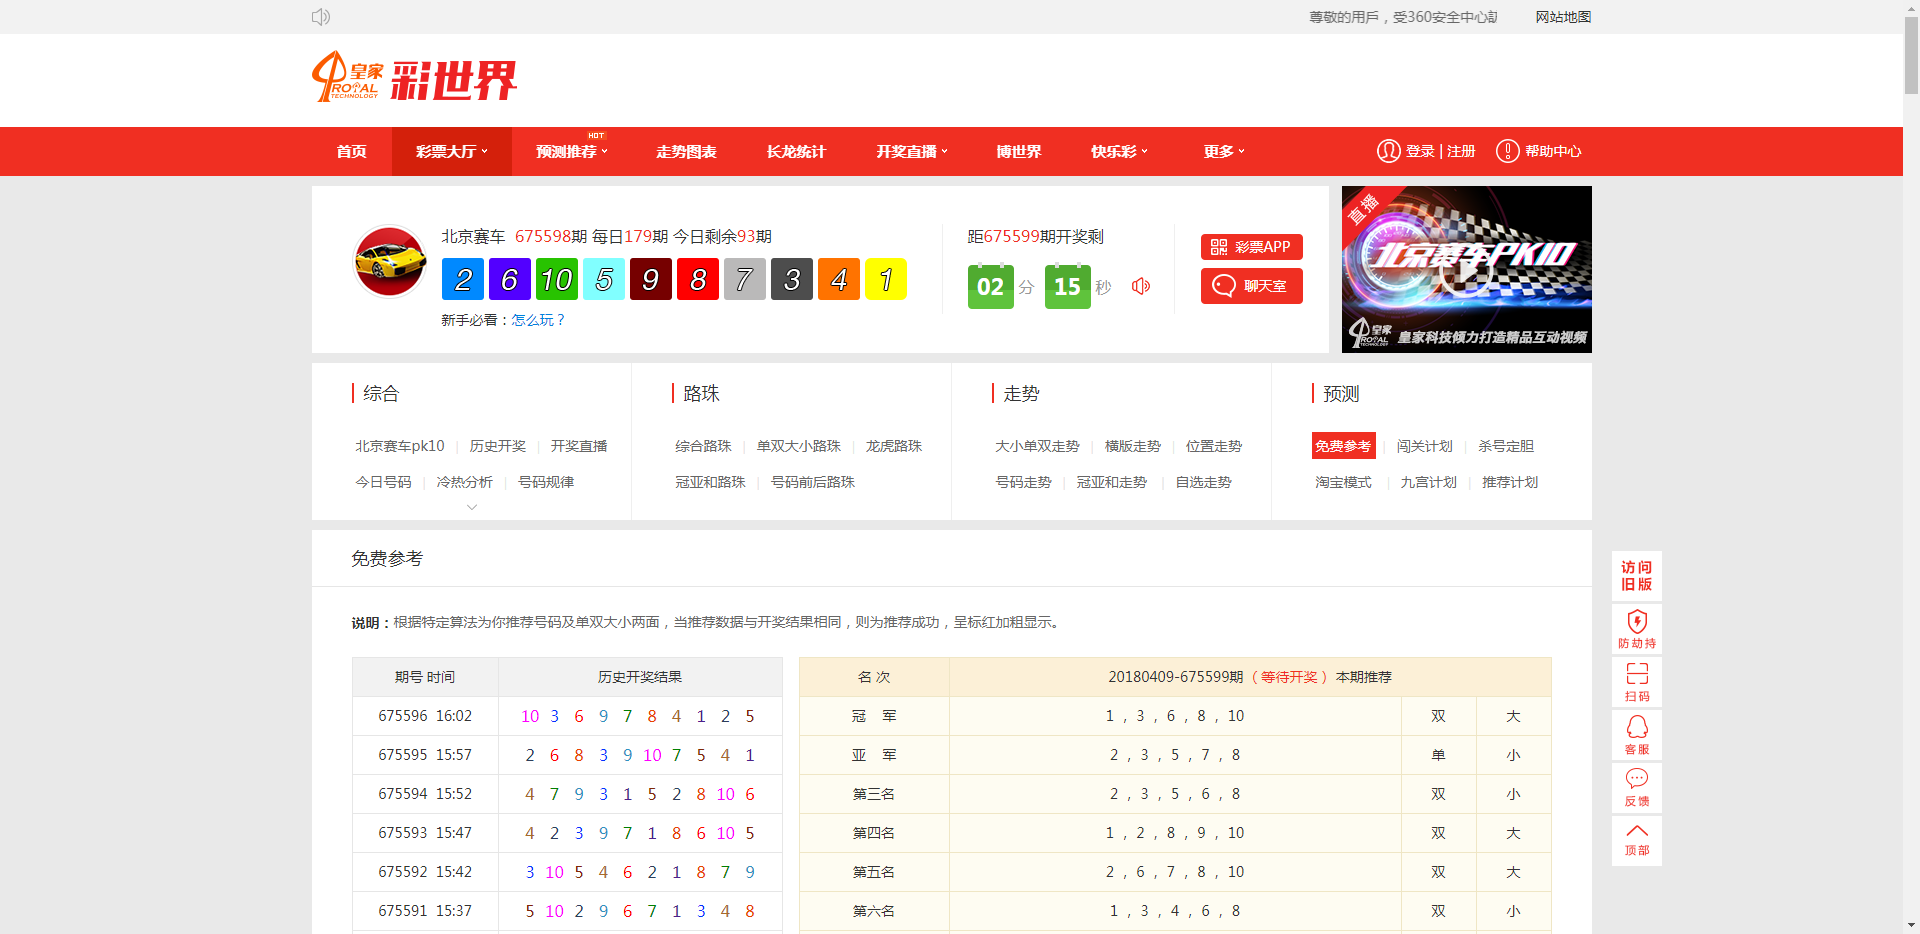 尊敬的用戶，受360安全中心
网站地图
皇家 彩世界
ROYAL
TECHNOLOGY
首页 彩票大厅 预测推荐 HOT 走势图表 长龙统计 开奖直播 博世界 快乐彩 更多 登录 | 注册 帮助中心
北京赛车 675598期 每日179期 今日剩余93期
2 6 10 5 9 8 7 3 4 1
新手必看：怎么玩？
距675599期开奖剩
02 分 15 秒
彩票APP
聊天室
直播
北京赛车PK10
皇家 ROYAL TECHNOLOGY 皇家科技倾力打造精品互动视频
综合
北京赛车pk10 | 历史开奖 | 开奖直播
今日号码 | 冷热分析 | 号码规律
路珠
综合路珠 | 单双大小路珠 | 龙虎路珠
冠亚和路珠 | 号码前后路珠
走势
大小单双走势 | 横版走势 | 位置走势
号码走势 | 冠亚和走势 | 自选走势
预测
免费参考 | 闯关计划 | 杀号定胆
淘宝模式 | 九宫计划 | 推荐计划
免费参考
说明：根据特定算法为你推荐号码及单双大小两面，当推荐数据与开奖结果相同，则为推荐成功，呈标红加粗显示。
期号 时间 历史开奖结果
675596 16:02 10 3 6 9 7 8 4 1 2 5
675595 15:57 2 6 8 3 9 10 7 5 4 1
675594 15:52 4 7 9 3 1 5 2 8 10 6
675593 15:47 4 2 3 9 7 1 8 6 10 5
675592 15:42 3 10 5 4 6 2 1 8 7 9
675591 15:37 5 10 2 9 6 7 1 3 4 8
名 次 20180409-675599期（等待开奖）本期推荐
冠 军 1 , 3 , 6 , 8 , 10 双 大
亚 军 2 , 3 , 5 , 7 , 8 单 小
第三名 2 , 3 , 5 , 6 , 8 双 小
第四名 1 , 2 , 8 , 9 , 10 双 大
第五名 2 , 6 , 7 , 8 , 10 双 大
第六名 1 , 3 , 4 , 6 , 8 双 小
访问
旧版
防劫持
扫码
客服
反馈
顶部